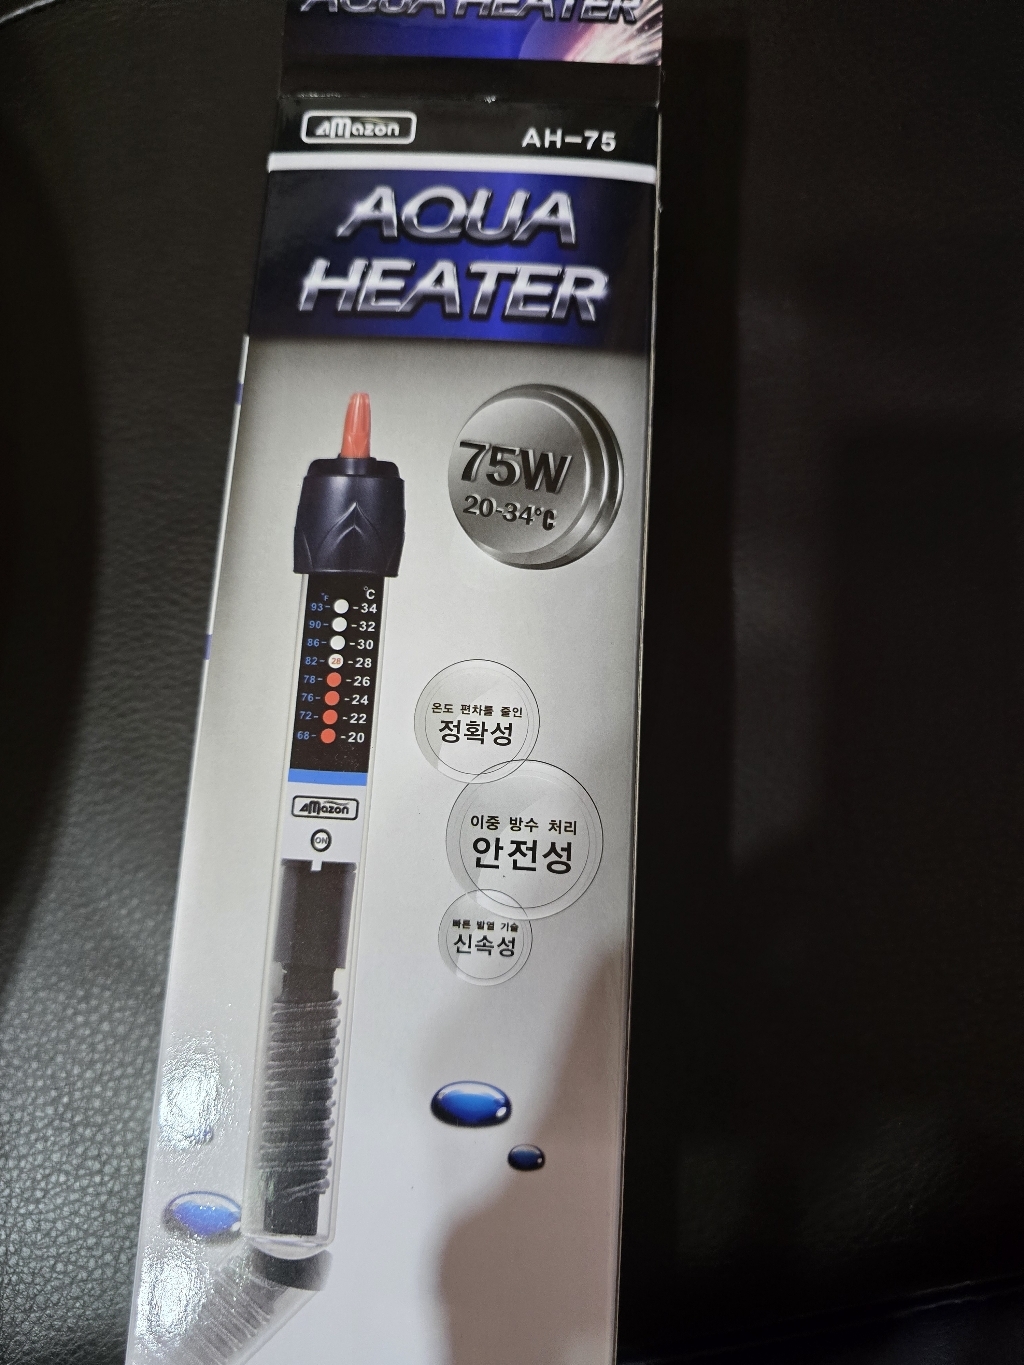 AQUA HEATER
AMazon
AH-75
AQUA
HEATER
75W
20-34℃
°F °C
93- -34
90- -32
86- -30
82- 28 -28
78- -26
76- -24
72- -22
68- -20
온도 편차를 줄인
정확성
AMazon
ON
이중 방수 처리
안전성
빠른 발열 기술
신속성